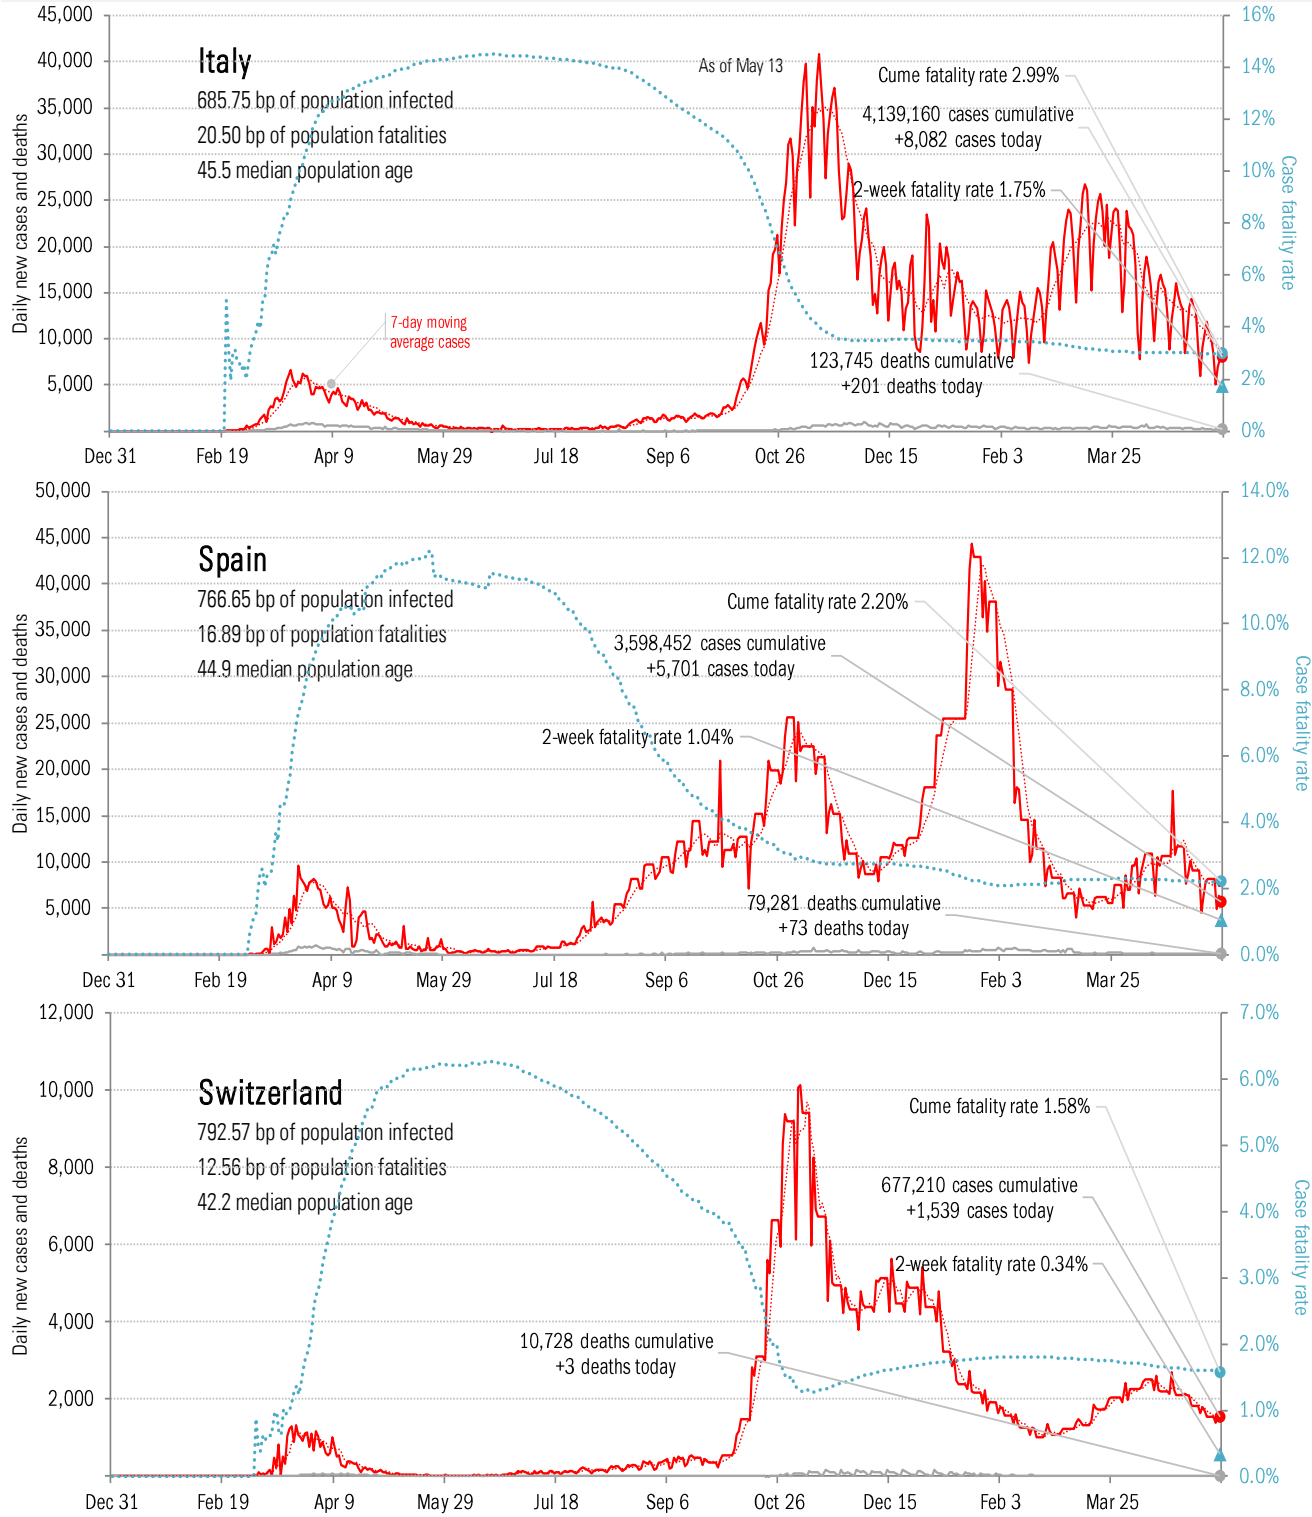 45,000
40,000
35,000
30,000
25,000
20,000
15,000
10,000
5,000
Daily new cases and deaths
Italy
685.75 bp of population infected
20.50 bp of population fatalities
45.5 median population age
As of May 13
Cume fatality rate 2.99%
4,139,160 cases cumulative
+8,082 cases today
2-week fatality rate 1.75%
7-day moving
average cases
123,745 deaths cumulative
+201 deaths today
16%
14%
12%
10%
8%
6%
4%
2%
0%
Case fatality rate
Dec 31 Feb 19 Apr 9 May 29 Jul 18 Sep 6 Oct 26 Dec 15 Feb 3 Mar 25
50,000
45,000
40,000
35,000
30,000
25,000
20,000
15,000
10,000
5,000
Daily new cases and deaths
Spain
766.65 bp of population infected
16.89 bp of population fatalities
44.9 median population age
Cume fatality rate 2.20%
3,598,452 cases cumulative
+5,701 cases today
2-week fatality rate 1.04%
79,281 deaths cumulative
+73 deaths today
14.0%
12.0%
10.0%
8.0%
6.0%
4.0%
2.0%
0.0%
Case fatality rate
Dec 31 Feb 19 Apr 9 May 29 Jul 18 Sep 6 Oct 26 Dec 15 Feb 3 Mar 25
12,000
10,000
8,000
6,000
4,000
2,000
Daily new cases and deaths
Switzerland
792.57 bp of population infected
12.56 bp of population fatalities
42.2 median population age
Cume fatality rate 1.58%
677,210 cases cumulative
+1,539 cases today
2-week fatality rate 0.34%
10,728 deaths cumulative
+3 deaths today
7.0%
6.0%
5.0%
4.0%
3.0%
2.0%
1.0%
0.0%
Case fatality rate
Dec 31 Feb 19 Apr 9 May 29 Jul 18 Sep 6 Oct 26 Dec 15 Feb 3 Mar 25